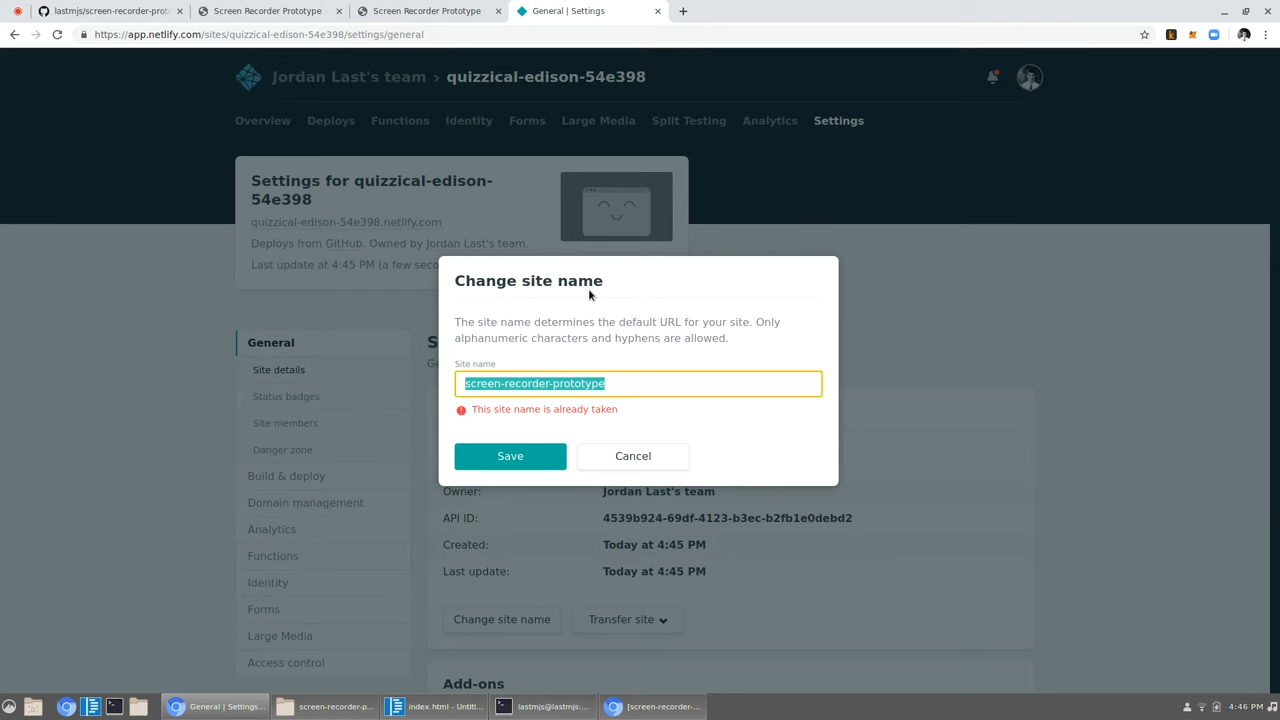 lastmjs/screen-recorder-prot
Screen Recorder Prototype
Screen Recorder Prototype
General | Settings
https://app.netlify.com/sites/quizzical-edison-54e398/settings/general
Jordan Last's team › quizzical-edison-54e398
Overview Deploys Functions Identity Forms Large Media Split Testing Analytics Settings
Settings for quizzical-edison-
54e398
quizzical-edison-54e398.netlify.com
Deploys from GitHub. Owned by Jordan Last's team.
Last update at 4:45 PM (a few seco
Change site name
The site name determines the default URL for your site. Only
alphanumeric characters and hyphens are allowed.
Site name
screen-recorder-prototype
This site name is already taken
Save Cancel
General
Site details
Status badges
Site members
Danger zone
Build & deploy
Domain management
Analytics
Functions
Identity
Forms
Large Media
Access control
S
Ge
Owner: Jordan Last's team
API ID: 4539b924-69df-4123-b3ec-b2fb1e0debd2
Created: Today at 4:45 PM
Last update: Today at 4:45 PM
Change site name Transfer site
Add-ons
General | Settings...
screen-recorder-p...
index.html - Untitl...
lastmjs@lastmjs:...
[screen-recorder-...
4:46 PM